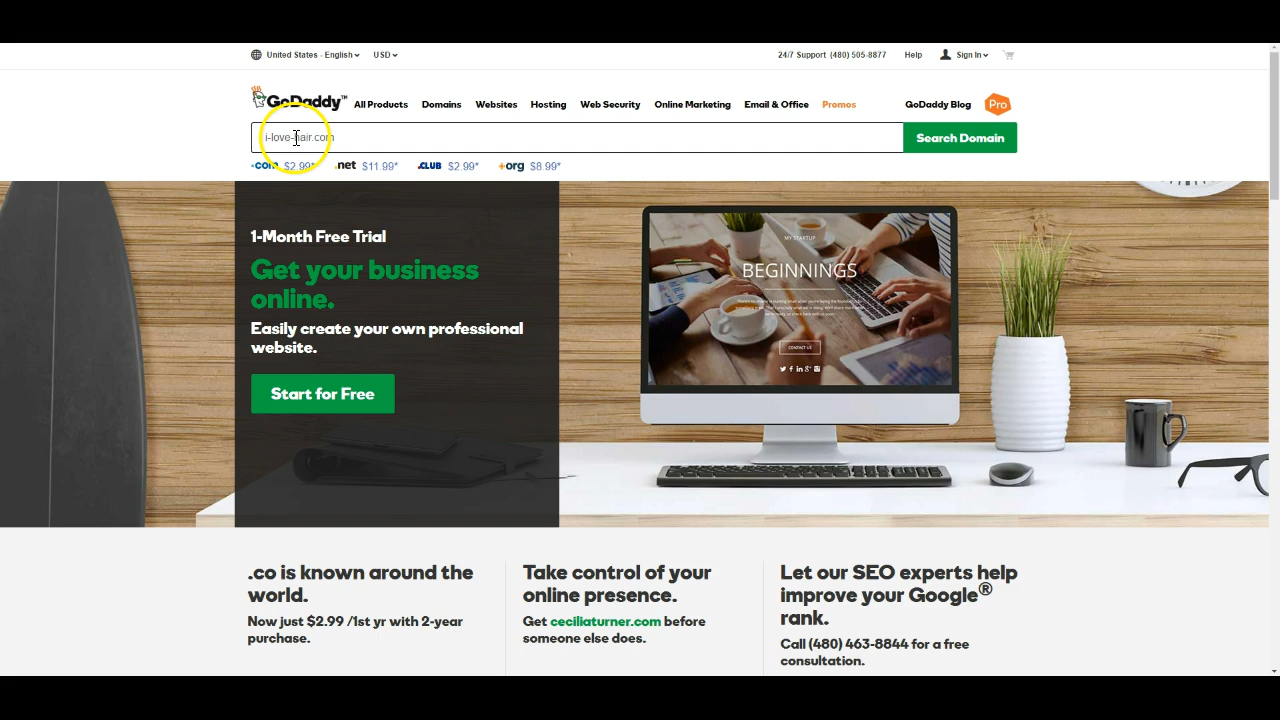 United States - English USD 24/7 Support (480) 505-8877 Help Sign In
GoDaddy™ All Products Domains Websites Hosting Web Security Online Marketing Email & Office Promos GoDaddy Blog Pro
i-love-hair.com Search Domain
.com $2.99* .net $11.99* .CLUB $2.99* +org $8.99*
1-Month Free Trial
Get your business
online.
Easily create your own professional
website.
Start for Free
MY STARTUP
BEGINNINGS
CONTACT US
.co is known around the
world.
Now just $2.99 /1st yr with 2-year
purchase.
Take control of your
online presence.
Get ceciliaturner.com before
someone else does.
Let our SEO experts help
improve your Google®
rank.
Call (480) 463-8844 for a free
consultation.